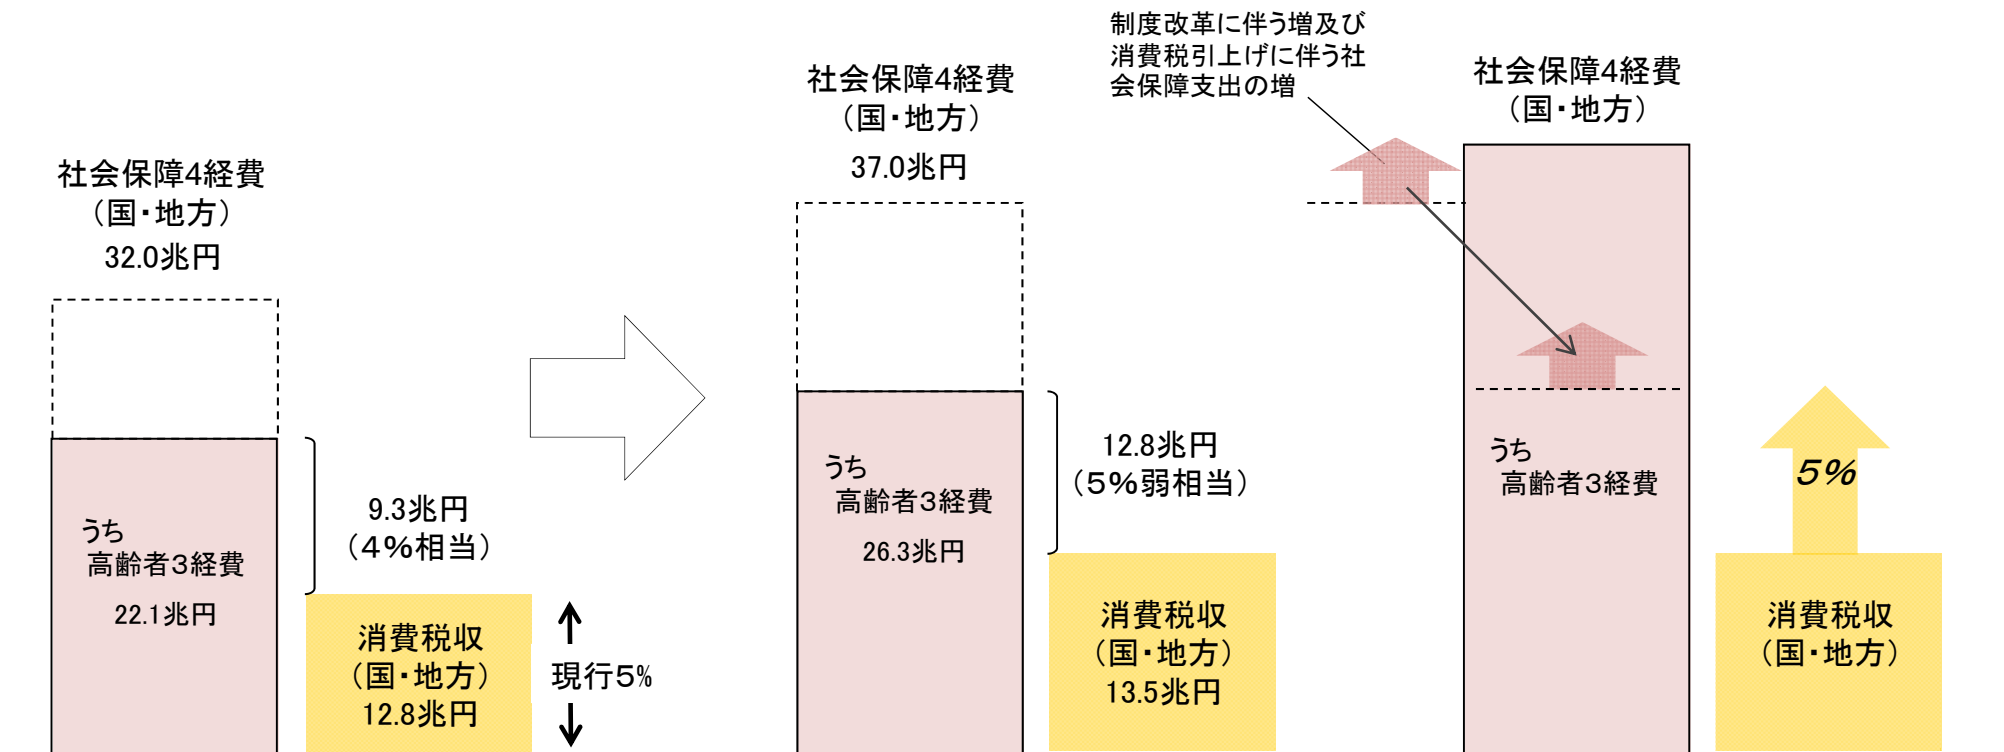 社会保障4経費
（国・地方）
32.0兆円
うち
高齢者３経費
22.1兆円
9.3兆円
（４％相当）
消費税収
（国・地方）
12.8兆円
現行５%
社会保障4経費
（国・地方）
37.0兆円
うち
高齢者３経費
26.3兆円
12.8兆円
（５％弱相当）
消費税収
（国・地方）
13.5兆円
制度改革に伴う増及び
消費税引上げに伴う社
会保障支出の増
社会保障4経費
（国・地方）
うち
高齢者３経費
５％
消費税収
（国・地方）